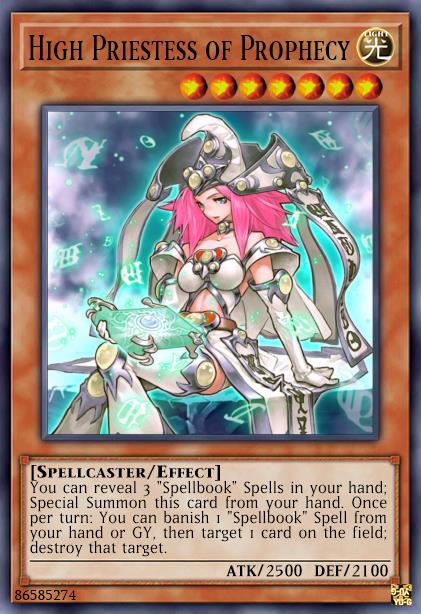 High Priestess of Prophecy
LIGHT
光
[Spellcaster/Effect]
You can reveal 3 "Spellbook" Spells in your hand;
Special Summon this card from your hand. Once
per turn: You can banish 1 "Spellbook" Spell from
your hand or GY, then target 1 card on the field;
destroy that target.
ATK/2500 DEF/2100
86585274